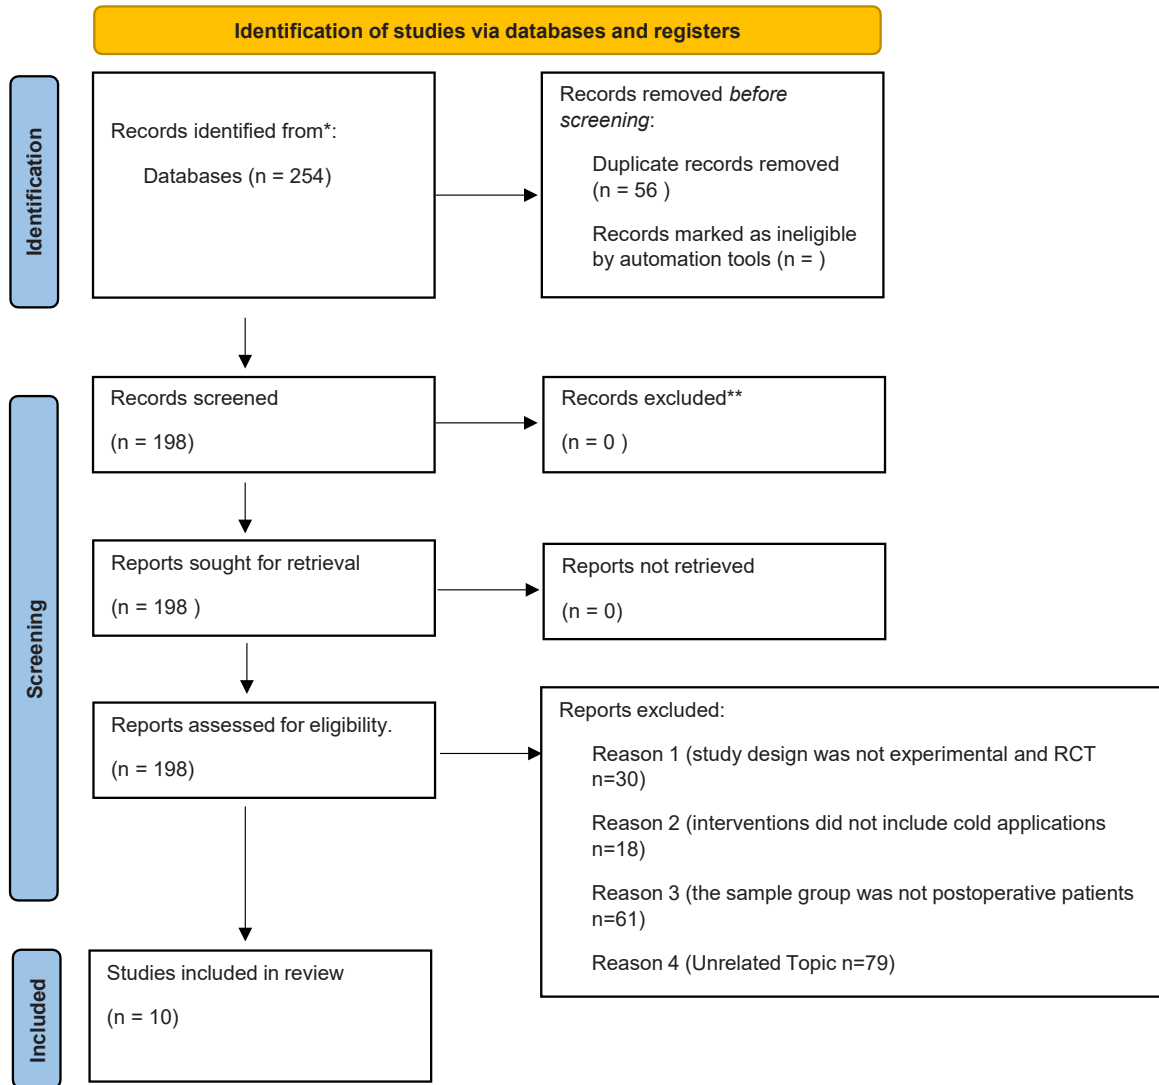 Identification of studies via databases and registers
Identification
Records identified from*:
Databases (n = 254)
Records removed before
screening:
Duplicate records removed
(n = 56 )
Records marked as ineligible
by automation tools (n = )
Screening
Records screened
(n = 198)
Records excluded**
(n = 0 )
Reports sought for retrieval
(n = 198 )
Reports not retrieved
(n = 0)
Reports assessed for eligibility.
(n = 198)
Reports excluded:
Reason 1 (study design was not experimental and RCT
n=30)
Reason 2 (interventions did not include cold applications
n=18)
Reason 3 (the sample group was not postoperative patients
n=61)
Reason 4 (Unrelated Topic n=79)
Included
Studies included in review
(n = 10)